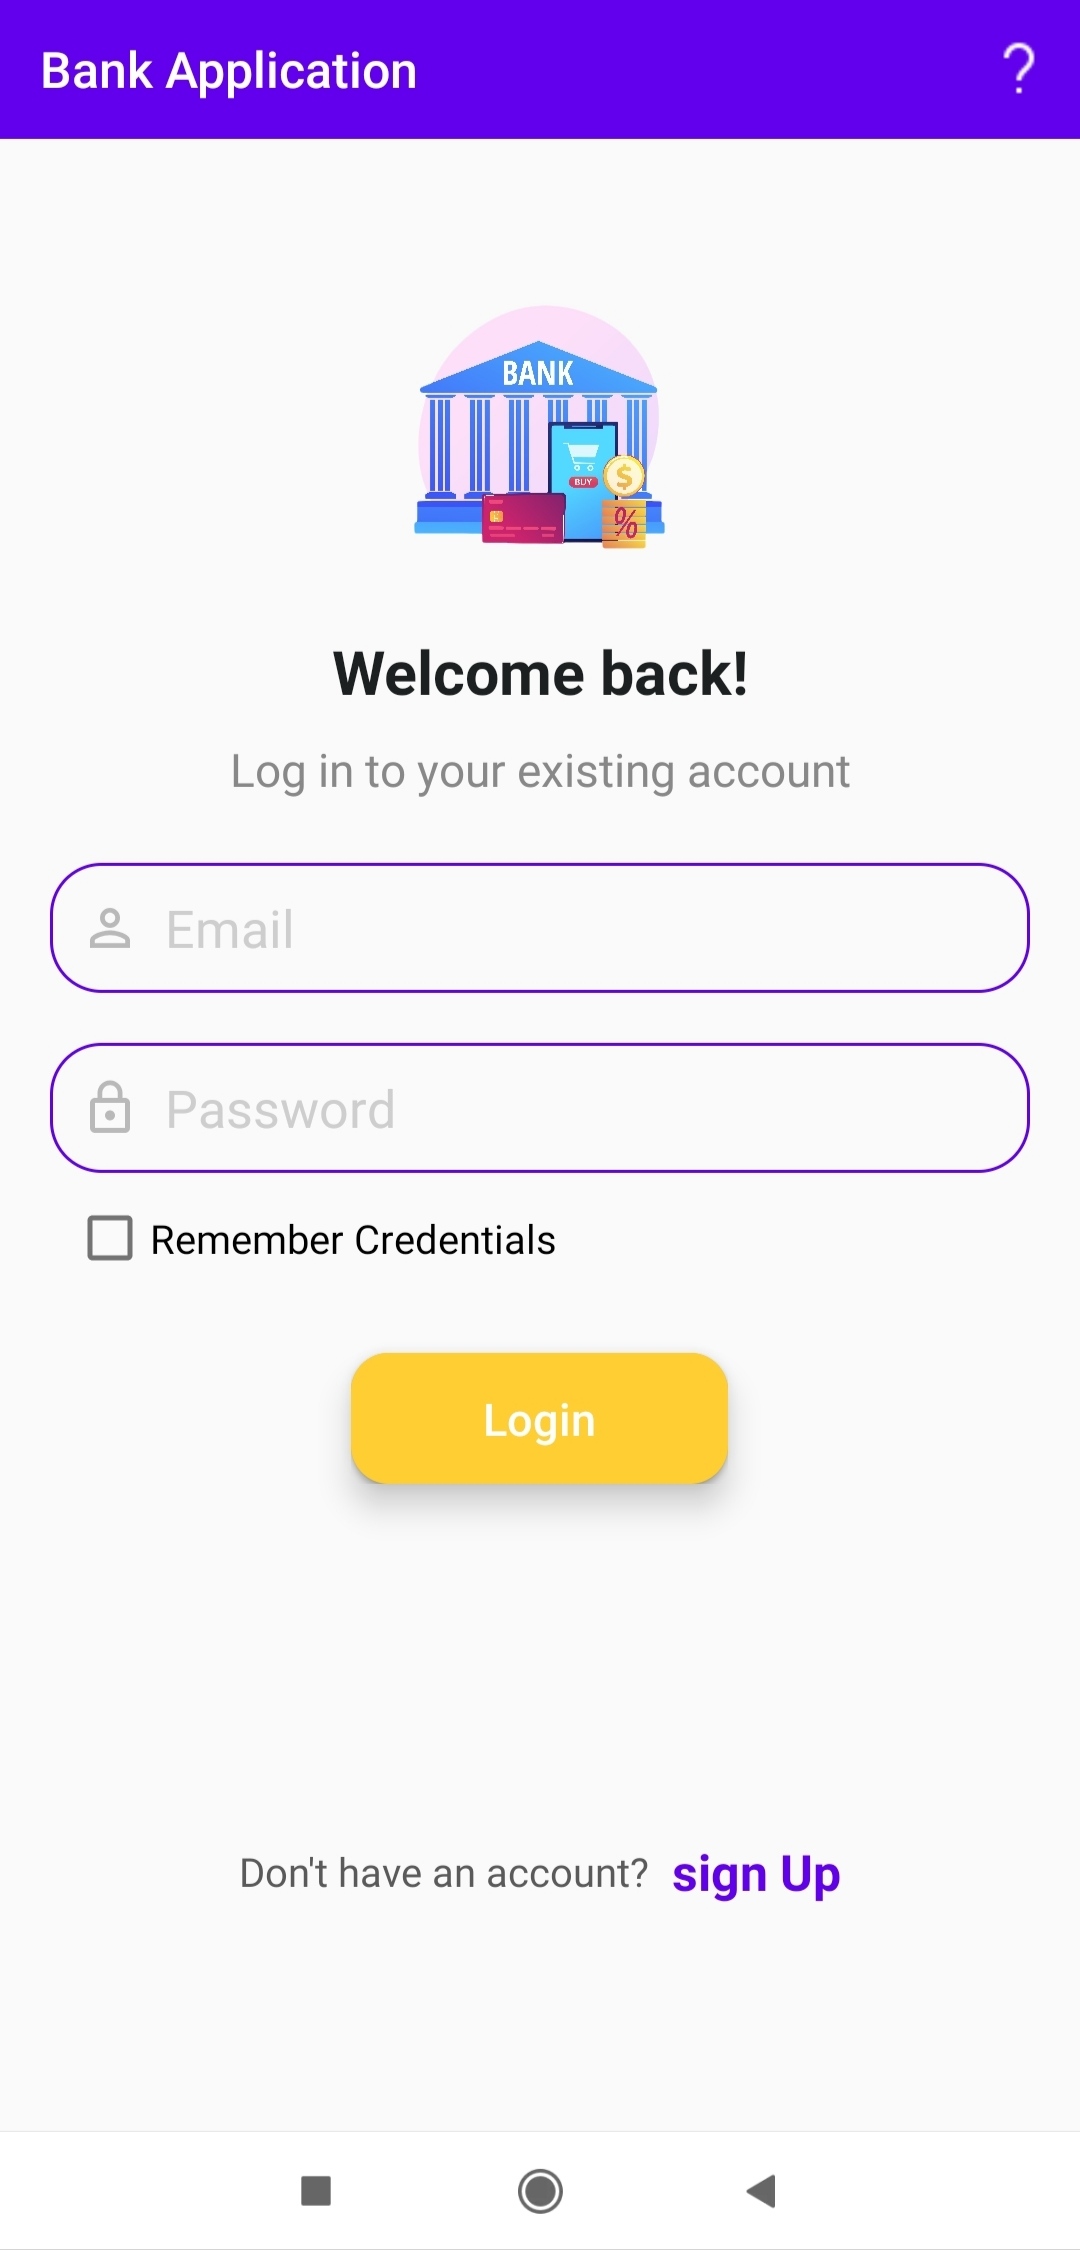 Bank Application ?
BANK
BUY
$
%
Welcome back!
Log in to your existing account
Email
Password
Remember Credentials
Login
Don't have an account? sign Up